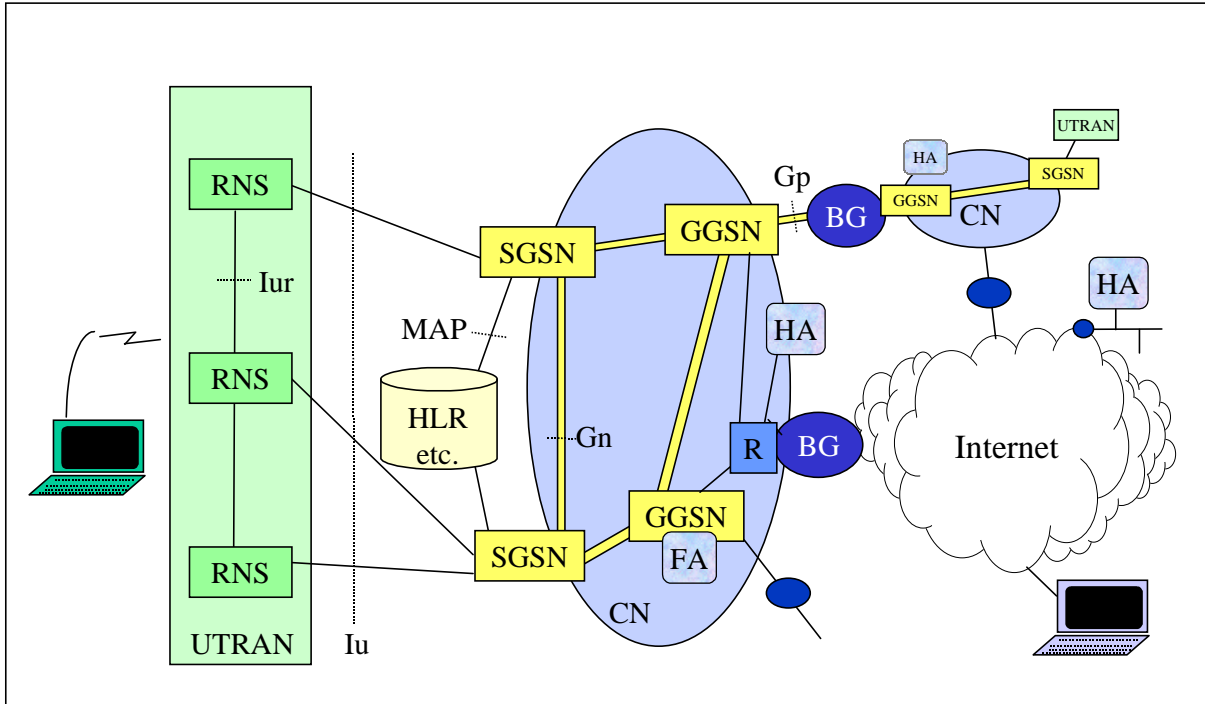 UTRAN
HA
SGSN
RNS
Gp
GGSN
BG
CN
GGSN
SGSN
Iur
HA
MAP
HA
RNS
HLR
etc.
Gn
R
BG
Internet
GGSN
SGSN
FA
RNS
CN
UTRAN
Iu